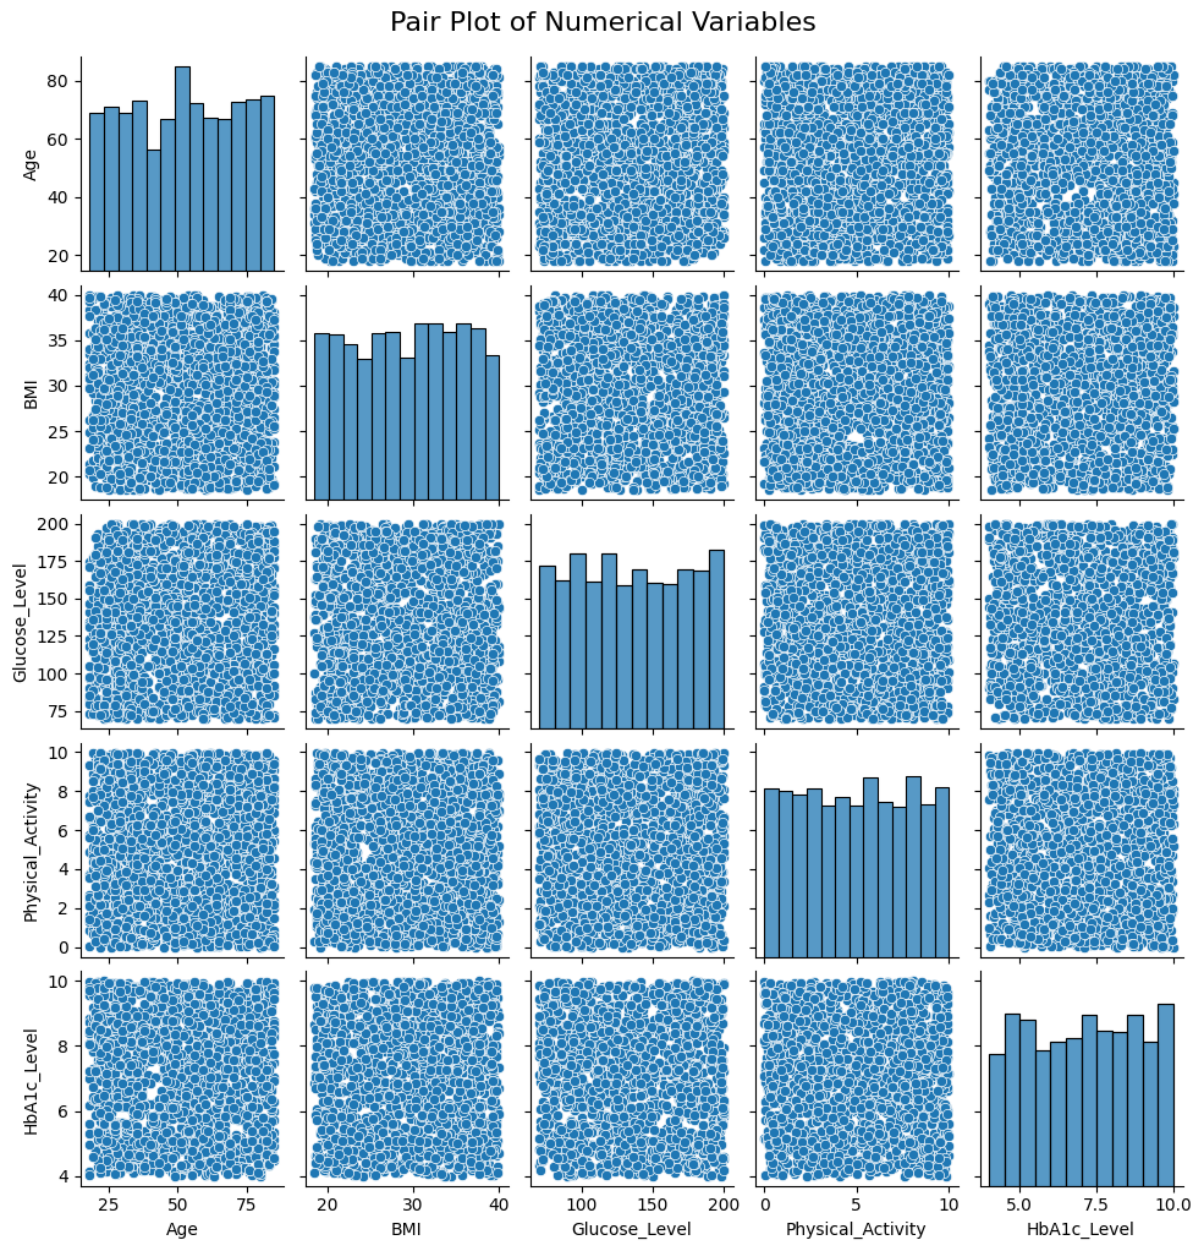 Pair Plot of Numerical Variables
80
60
40
20
Age
40
35
30
25
20
BMI
200
175
150
125
100
75
Glucose_Level
10
8
6
4
2
0
Physical_Activity
10
8
6
4
HbA1c_Level
25 50 75
20 30 40
100 150 200
0 5 10
5.0 7.5 10.0
Age BMI Glucose_Level Physical_Activity HbA1c_Level